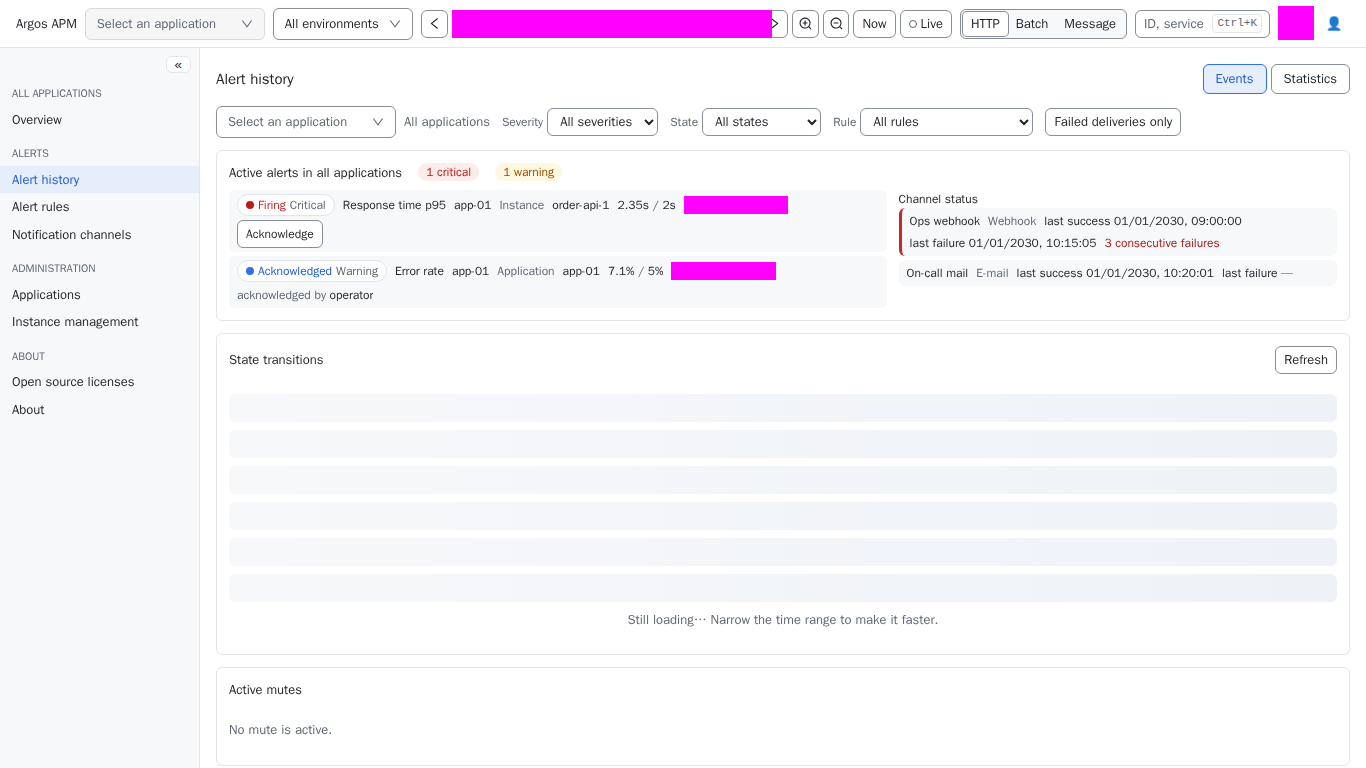 Argos APM Select an application All environments Now Live HTTP Batch Message ID, service Ctrl+K
«
ALL APPLICATIONS
Overview
ALERTS
Alert history
Alert rules
Notification channels
ADMINISTRATION
Applications
Instance management
ABOUT
Open source licenses
About
Alert history Events Statistics
Select an application All applications Severity All severities State All states Rule All rules Failed deliveries only
Active alerts in all applications 1 critical 1 warning
Firing Critical Response time p95 app-01 Instance order-api-1 2.35s / 2s
Acknowledge
Acknowledged Warning Error rate app-01 Application app-01 7.1% / 5%
acknowledged by operator
Channel status
Ops webhook Webhook last success 01/01/2030, 09:00:00
last failure 01/01/2030, 10:15:05 3 consecutive failures
On-call mail E-mail last success 01/01/2030, 10:20:01 last failure —
State transitions Refresh
Still loading… Narrow the time range to make it faster.
Active mutes
No mute is active.